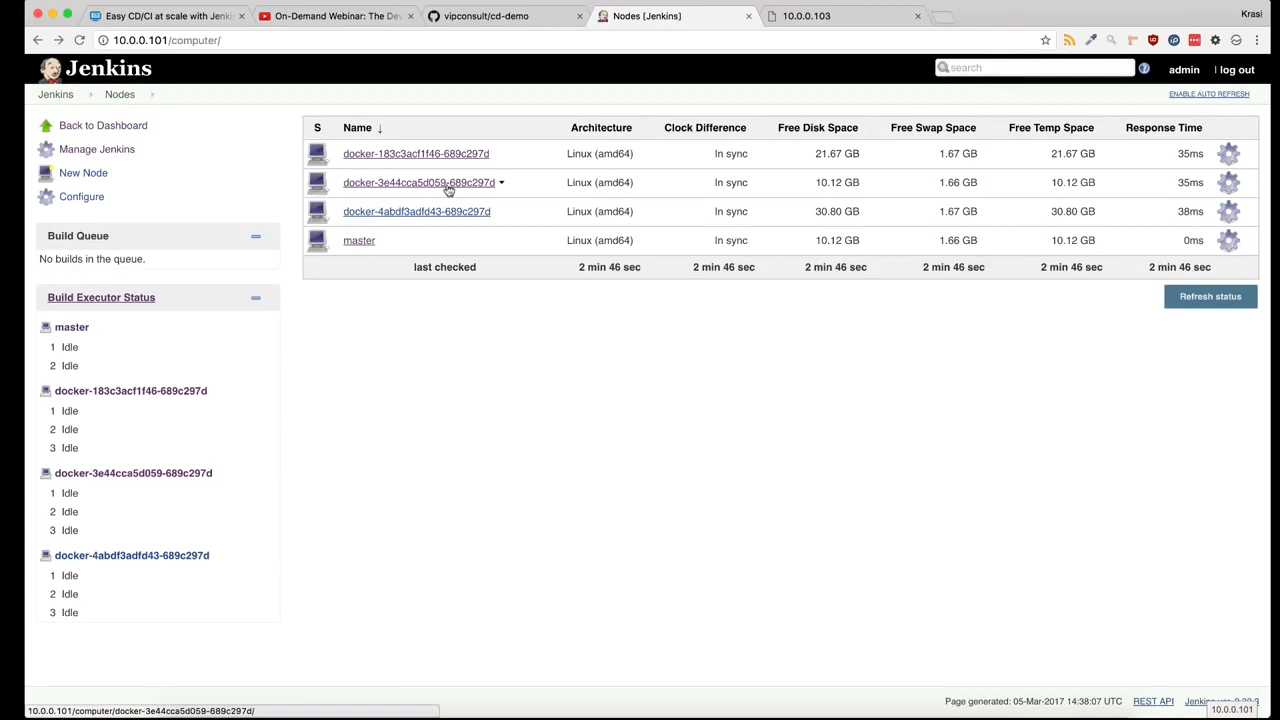 Easy CD/CI at scale with Jenki
On-Demand Webinar: The Dev
vipconsult/cd-demo
Nodes [Jenkins]
10.0.0.103
Krasi
10.0.0.101/computer/
Jenkins
search
admin
log out
Jenkins
Nodes
ENABLE AUTO REFRESH
Back to Dashboard
Manage Jenkins
New Node
Configure
Build Queue
No builds in the queue.
Build Executor Status
master
1 Idle
2 Idle
docker-183c3acf1f46-689c297d
1 Idle
2 Idle
3 Idle
docker-3e44cca5d059-689c297d
1 Idle
2 Idle
3 Idle
docker-4abdf3adfd43-689c297d
1 Idle
2 Idle
3 Idle
S Name ↓ Architecture Clock Difference Free Disk Space Free Swap Space Free Temp Space Response Time
docker-183c3acf1f46-689c297d Linux (amd64) In sync 21.67 GB 1.67 GB 21.67 GB 35ms
docker-3e44cca5d059-689c297d Linux (amd64) In sync 10.12 GB 1.66 GB 10.12 GB 35ms
docker-4abdf3adfd43-689c297d Linux (amd64) In sync 30.80 GB 1.67 GB 30.80 GB 38ms
master Linux (amd64) In sync 10.12 GB 1.66 GB 10.12 GB 0ms
last checked 2 min 46 sec 2 min 46 sec 2 min 46 sec 2 min 46 sec 2 min 46 sec 2 min 46 sec
Refresh status
Page generated: 05-Mar-2017 14:38:07 UTC REST API Jenkins
10.0.0.101/computer/docker-3e44cca5d059-689c297d/
10.0.0.101